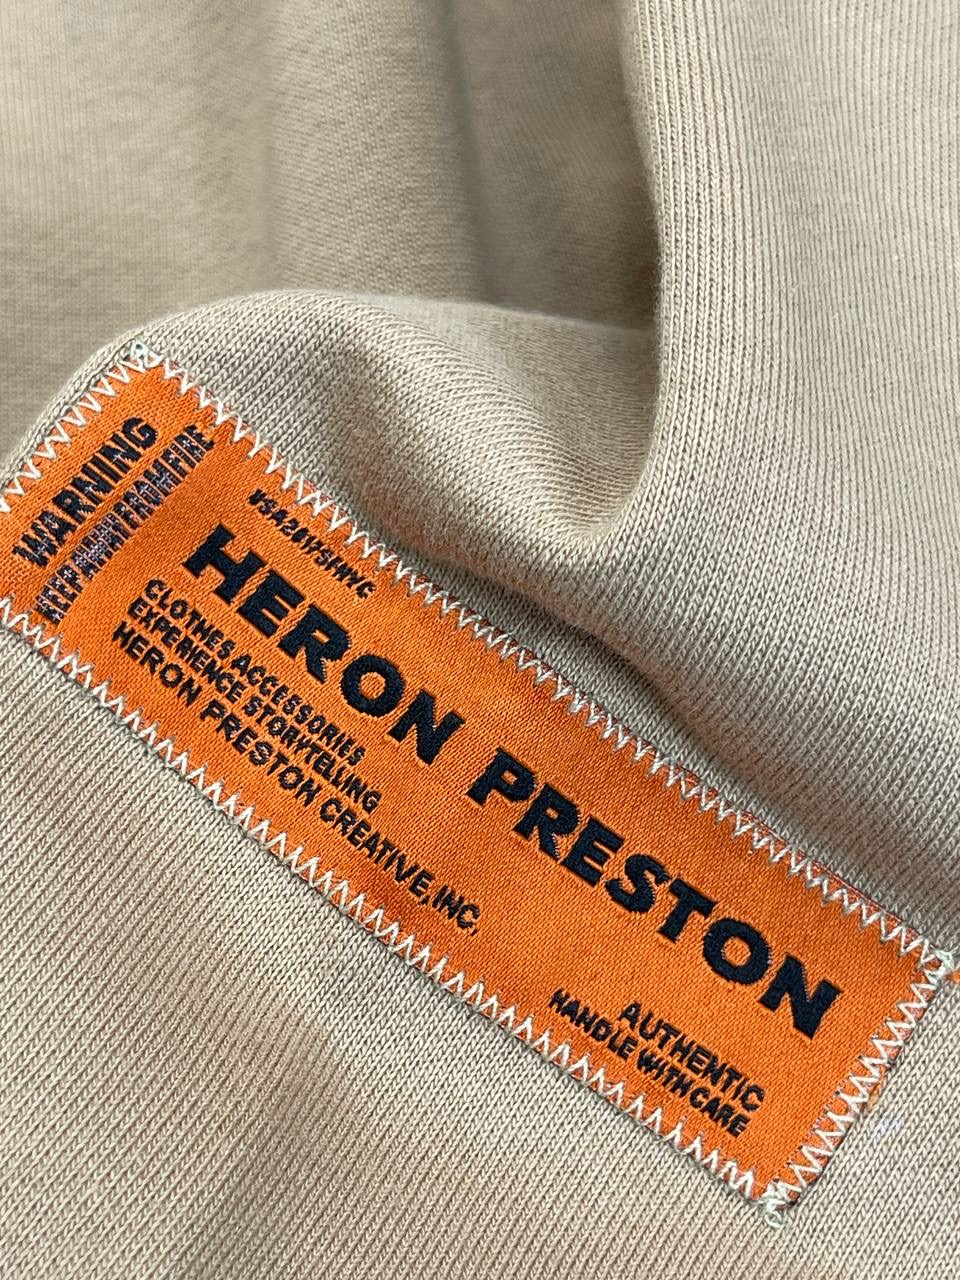 WARNING
KEEP AWAY FROM FIRE
USA2017SFNYC
HERON PRESTON
CLOTHES ACCESSORIES
EXPERIENCE STORYTELLING
HERON PRESTON CREATIVE, INC.
AUTHENTIC
HANDLE WITH CARE